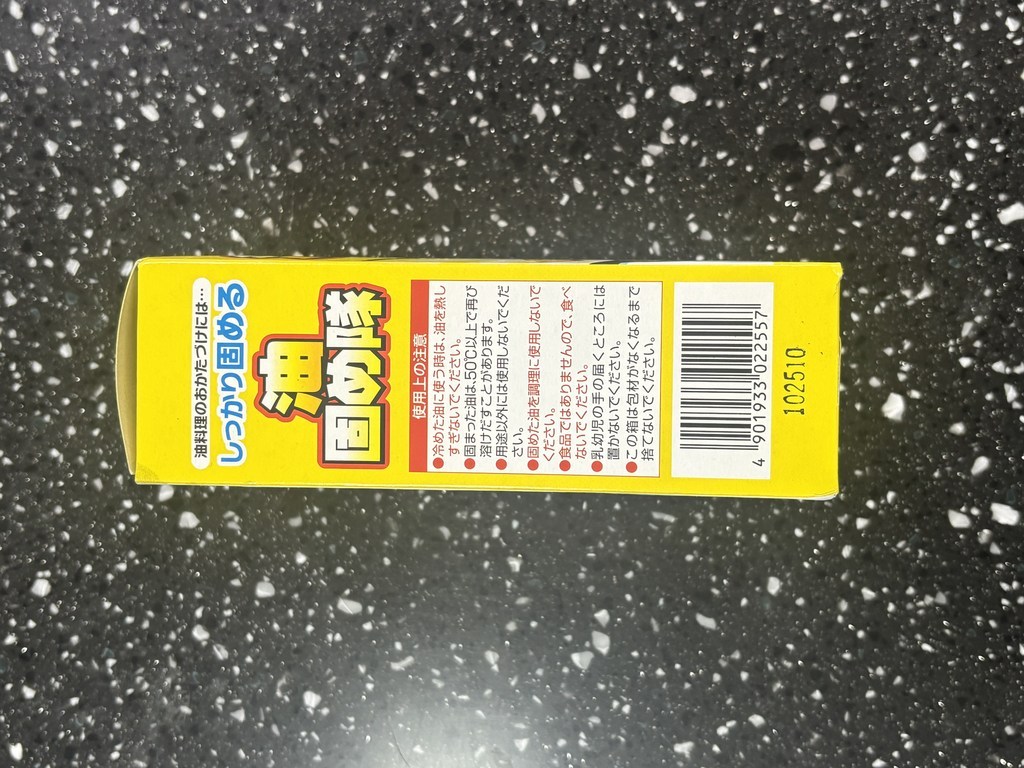 油料理のおかたづけには…
しっかり固める
油
固め隊
使用上の注意
●冷めた油に使う時は、油を熱し
すぎないでください。
●固まった油は、50℃以上で再び
溶けだすことがあります。
●用途以外には使用しないでくだ
さい。
●固めた油を調理に使用しないで
ください。
●食品ではありませんので、食べ
ないでください。
●乳幼児の手の届くところには
置かないでください。
●この箱は包材がなくなるまで
捨てないでください。
4 901933 022557
102510